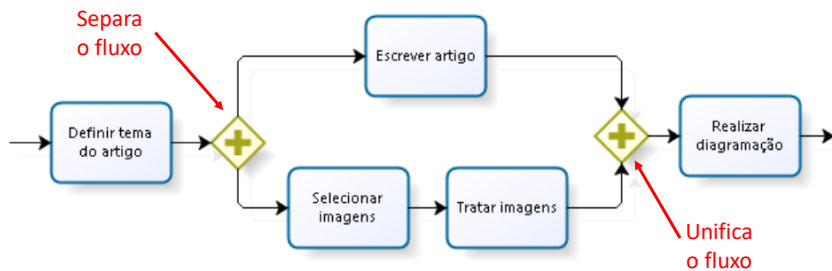 Separa
o fluxo
Escrever artigo
Definir tema
do artigo
Realizar
diagramação
Selecionar
imagens
Tratar imagens
Unifica
o fluxo